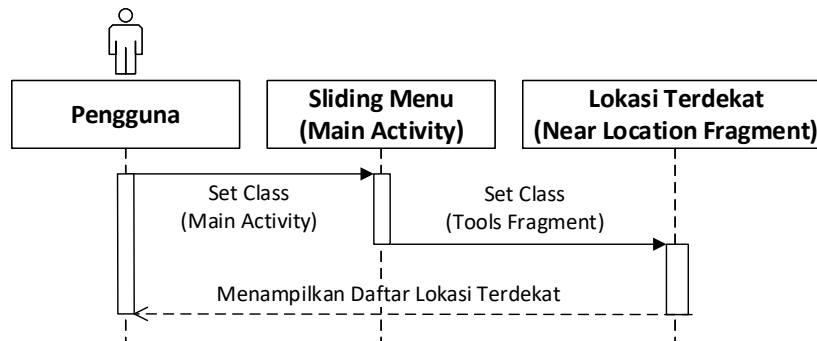 Pengguna
Sliding Menu
(Main Activity)
Lokasi Terdekat
(Near Location Fragment)
Set Class
(Main Activity)
Set Class
(Tools Fragment)
Menampilkan Daftar Lokasi Terdekat